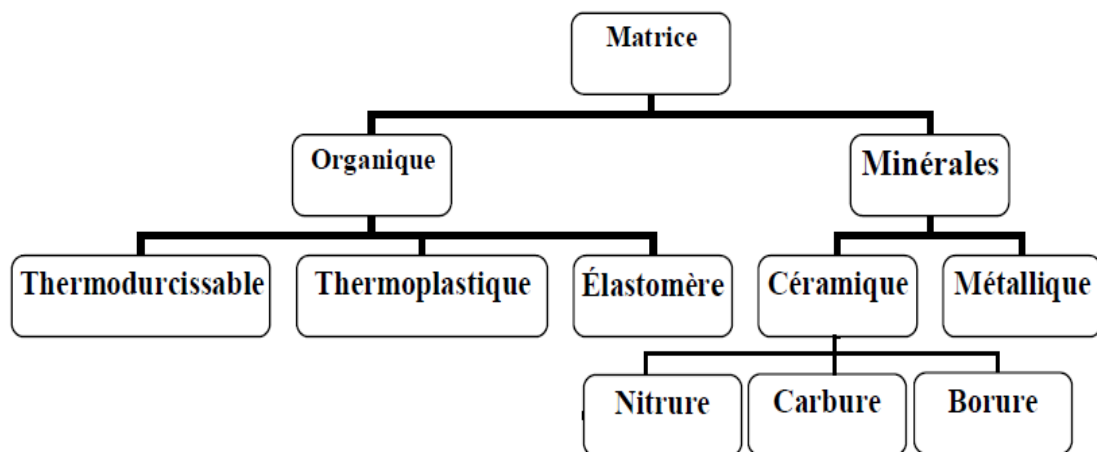 Matrice
Organique
Minérales
Thermodurcissable
Thermoplastique
Élastomère
Céramique
Métallique
Nitrure
Carbure
Borure